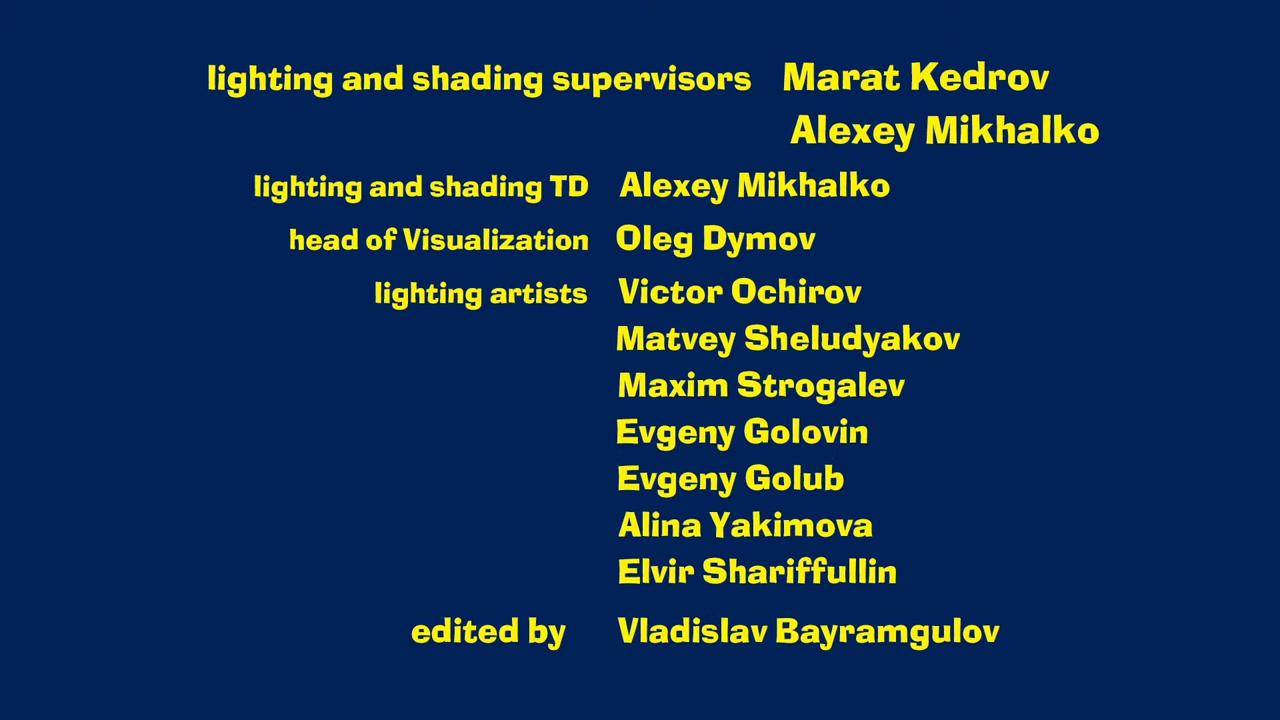 lighting and shading supervisors Marat Kedrov
Alexey Mikhalko
lighting and shading TD Alexey Mikhalko
head of Visualization Oleg Dymov
lighting artists Victor Ochirov
Matvey Sheludyakov
Maxim Strogalev
Evgeny Golovin
Evgeny Golub
Alina Yakimova
Elvir Shariffullin
edited by Vladislav Bayramgulov